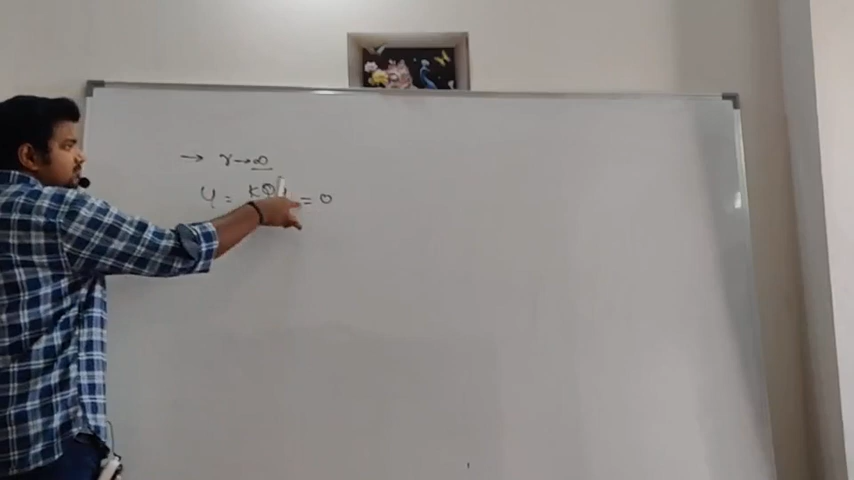 → r→∞
U = KQ = 0